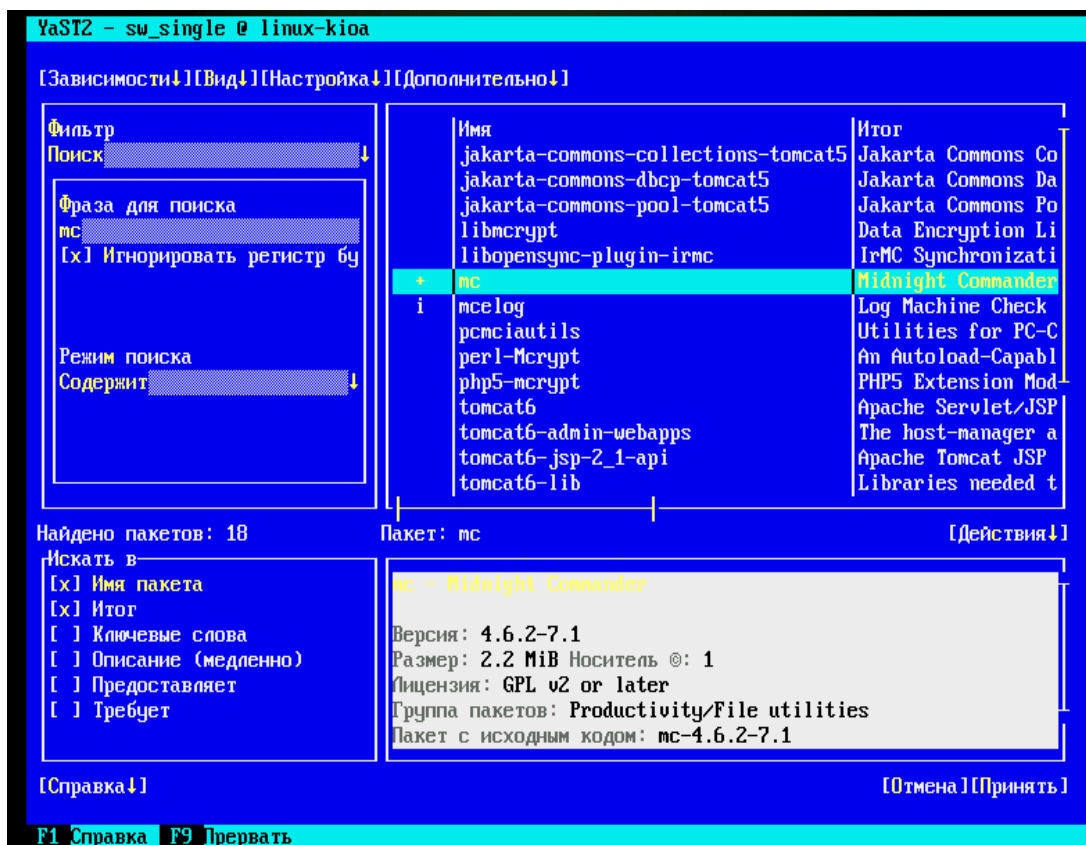 YaST2 - sw_single @ linux-kioa
[Зависимости↓][Вид↓][Настройка↓][Дополнительно↓]
Фильтр
Поиск↓
Фраза для поиска
mc
[x] Игнорировать регистр бу
Режим поиска
Содержит↓
Имя Итог
jakarta-commons-collections-tomcat5 Jakarta Commons Co
jakarta-commons-dbcp-tomcat5 Jakarta Commons Da
jakarta-commons-pool-tomcat5 Jakarta Commons Po
libmcrypt Data Encryption Li
libopensync-plugin-irmc IrMC Synchronizati
+ mc Midnight Commander
i mcelog Log Machine Check
pcmciautils Utilities for PC-C
perl-Mcrypt An Autoload-Capabl
php5-mcrypt PHP5 Extension Mod
tomcat6 Apache Servlet/JSP
tomcat6-admin-webapps The host-manager a
tomcat6-jsp-2_1-api Apache Tomcat JSP
tomcat6-lib Libraries needed t
Найдено пакетов: 18
Пакет: mc [Действия↓]
Искать в
[x] Имя пакета
[x] Итог
[ ] Ключевые слова
[ ] Описание (медленно)
[ ] Предоставляет
[ ] Требует
mc - Midnight Commander
Версия: 4.6.2-7.1
Размер: 2.2 MiB Носитель ©: 1
Лицензия: GPL v2 or later
Группа пакетов: Productivity/File utilities
Пакет с исходным кодом: mc-4.6.2-7.1
[Справка↓] [Отмена][Принять]
F1 Справка F9 Прервать